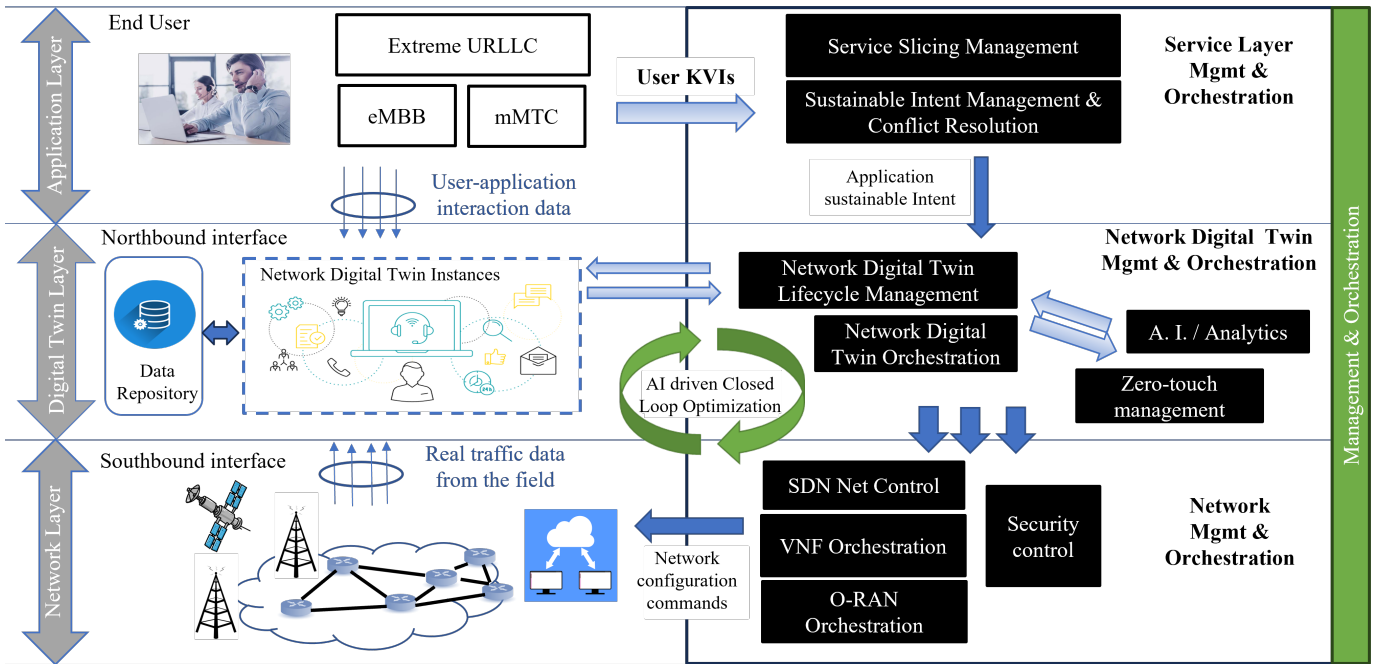 End User
Extreme URLLC
eMBB
mMTC
User KVIs
Service Slicing Management
Sustainable Intent Management &
Conflict Resolution
Service Layer
Mgmt &
Orchestration
Application Layer
User-application
interaction data
Application
sustainable Intent
Northbound interface
Data
Repository
Network Digital Twin Instances
24h
Network Digital Twin
Lifecycle Management
Network Digital
Twin Orchestration
Network Digital Twin
Mgmt & Orchestration
A. I. / Analytics
Zero-touch
management
AI driven Closed
Loop Optimization
Digital Twin Layer
Management & Orchestration
Southbound interface
Real traffic data
from the field
Network
configuration
commands
SDN Net Control
VNF Orchestration
O-RAN
Orchestration
Security
control
Network
Mgmt &
Orchestration
Network Layer